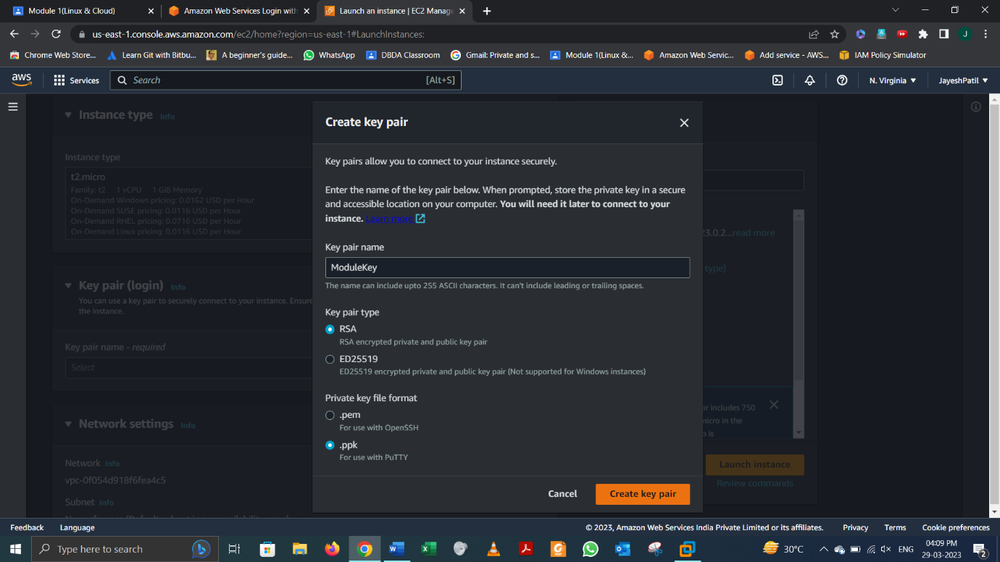 Module 1(Linux & Cloud)
Amazon Web Services Login with
Launch an instance | EC2 Manage
us-east-1.console.aws.amazon.com/ec2/home?region=us-east-1#LaunchInstances:
J
Chrome Web Store...
Learn Git with Bitbu...
A beginner's guide...
WhatsApp
DBDA Classroom
Gmail: Private and s...
Module 1(Linux &...
Amazon Web Servic...
Add service - AWS...
IAM Policy Simulator
aws
Services
Search
[Alt+S]
N. Virginia
JayeshPatil
Instance type Info
Instance type
t2.micro
Family: t2 1 vCPU 1 GiB Memory
On-Demand Windows pricing: 0.0162 USD per Hour
On-Demand SUSE pricing: 0.0116 USD per Hour
On-Demand RHEL pricing: 0.0716 USD per Hour
On-Demand Linux pricing: 0.0116 USD per Hour
Key pair (login) Info
You can use a key pair to securely connect to your instance. Ensure
the instance.
Key pair name - required
Select
Network settings Info
Network Info
vpc-0f054d918f6fea4c5
Subnet Info
Create key pair
Key pairs allow you to connect to your instance securely.
Enter the name of the key pair below. When prompted, store the private key in a secure
and accessible location on your computer. You will need it later to connect to your
instance. Learn more
Key pair name
ModuleKey
The name can include upto 255 ASCII characters. It can't include leading or trailing spaces.
Key pair type
RSA
RSA encrypted private and public key pair
ED25519
ED25519 encrypted private and public key pair (Not supported for Windows instances)
Private key file format
.pem
For use with OpenSSH
.ppk
For use with PuTTY
Cancel
Create key pair
23.0.2...read more
type)
includes 750
micro in the
is
Launch instance
Review commands
Feedback
Language
© 2023, Amazon Web Services India Private Limited or its affiliates.
Privacy
Terms
Cookie preferences
Type here to search
30°C
ENG
04:09 PM
29-03-2023
2